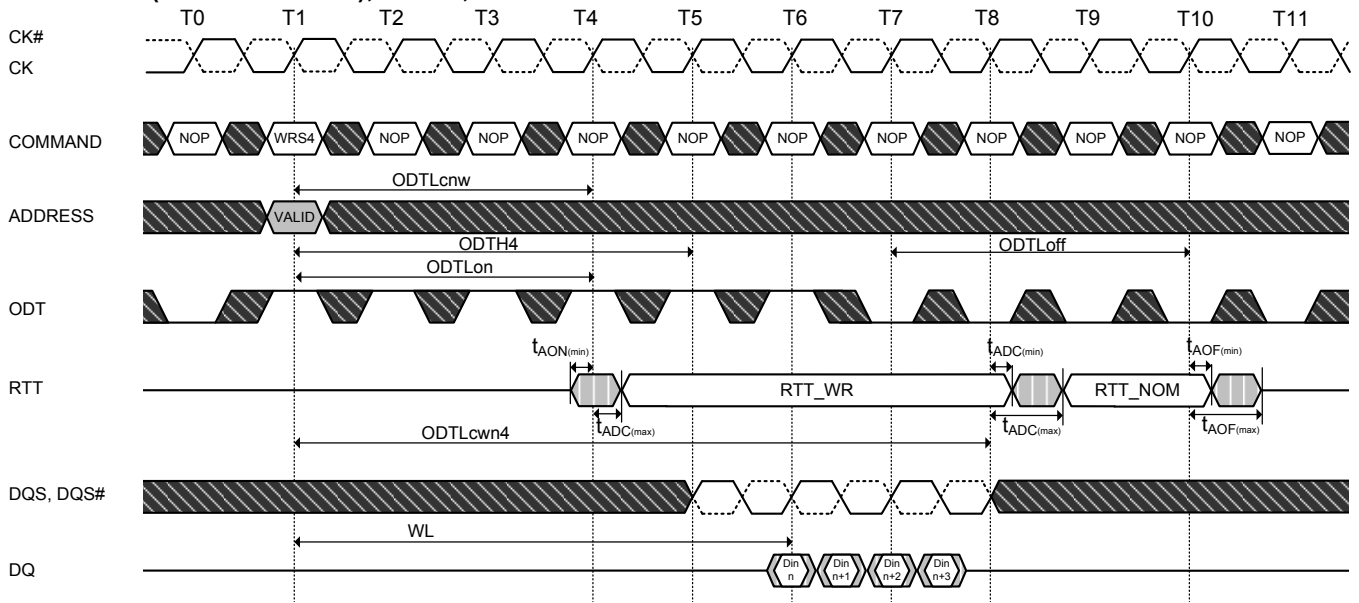 T0 T1 T2 T3 T4 T5 T6 T7 T8 T9 T10 T11
CK#
CK
COMMAND NOP WRS4 NOP NOP NOP NOP NOP NOP NOP NOP NOP NOP
ODTLcnw
ADDRESS VALID
ODTH4 ODTLoff
ODTLon
ODT
tAON(min) tADC(min) tAOF(min)
RTT RTT_WR RTT_NOM
tADC(max) tADC(max) tAOF(max)
ODTLcwn4
DQS, DQS#
WL
DQ Din n Din n+1 Din n+2 Din n+3